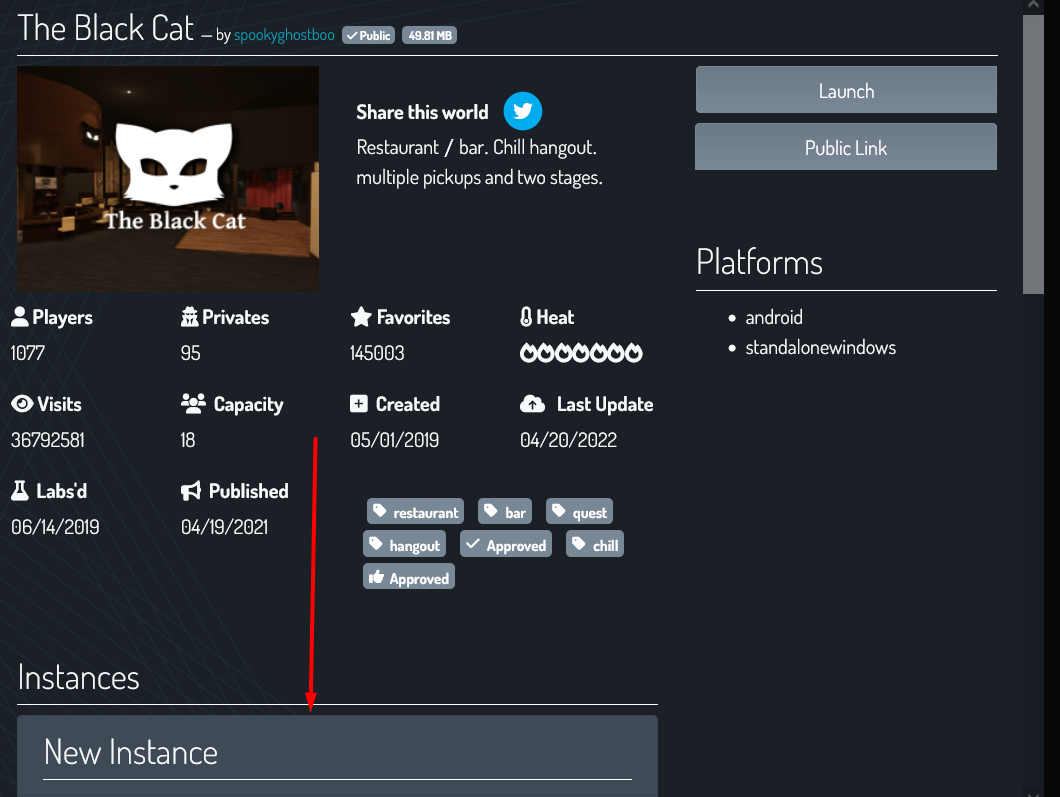 The Black Cat — by spookyghostboo Public 49.81 MB
The Black Cat
Share this world
Restaurant / bar. Chill hangout.
multiple pickups and two stages.
Launch
Public Link
Platforms
android
standalonewindows
Players Privates Favorites Heat
1077 95 145003
Visits Capacity Created Last Update
36792581 18 05/01/2019 04/20/2022
Labs'd Published
06/14/2019 04/19/2021
restaurant bar quest
hangout Approved chill
Approved
Instances
New Instance